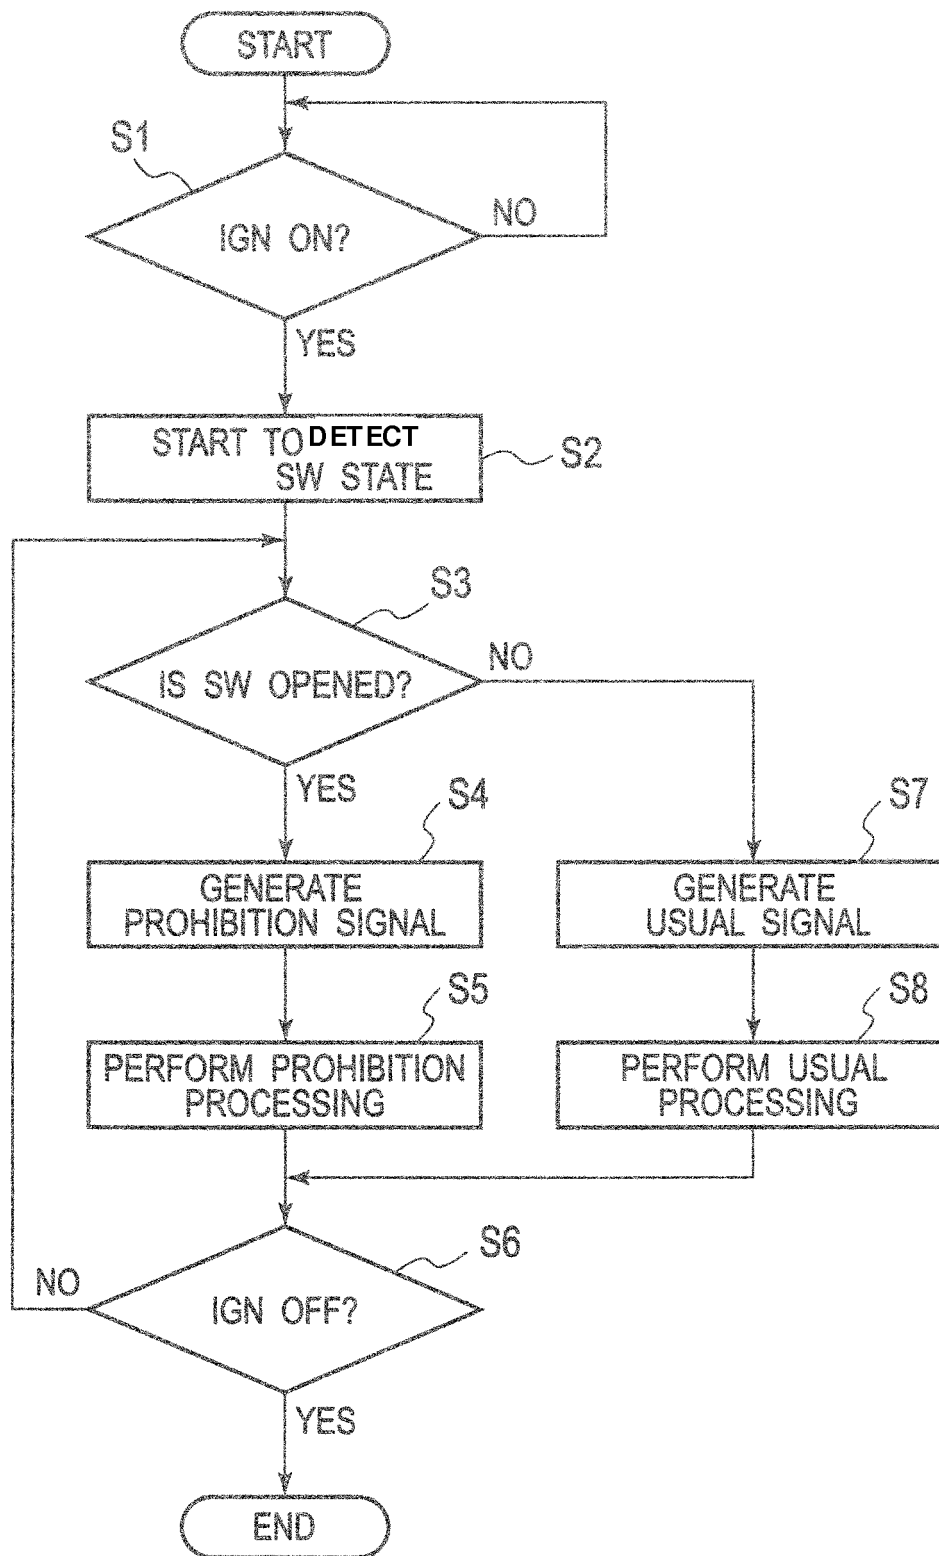 START
S1
IGN ON?
NO
YES
START TO DETECT
SW STATE
S2
S3
IS SW OPENED?
NO
YES
S4
GENERATE
PROHIBITION SIGNAL
S7
GENERATE
USUAL SIGNAL
S5
PERFORM PROHIBITION
PROCESSING
S8
PERFORM USUAL
PROCESSING
S6
IGN OFF?
NO
YES
END